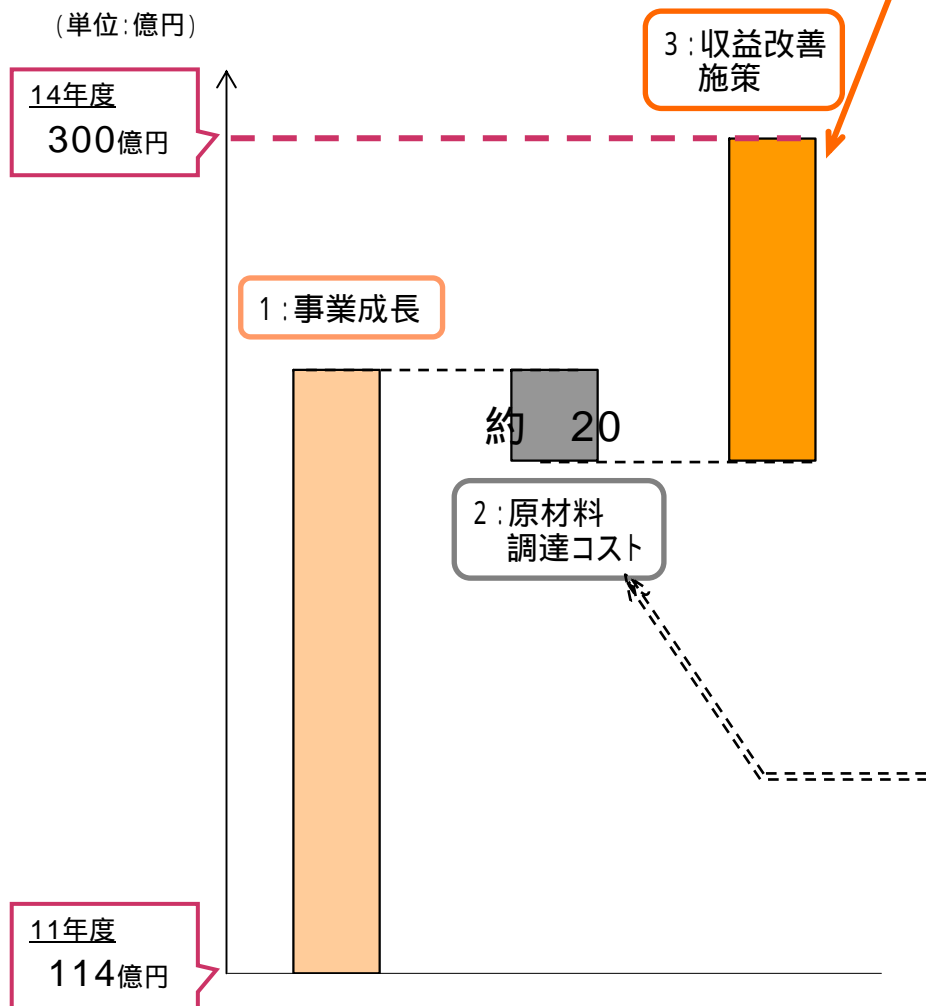 (単位:億円)
3:収益改善
施策
14年度
300億円
1:事業成長
約 20
2:原材料
調達コスト
11年度
114億円